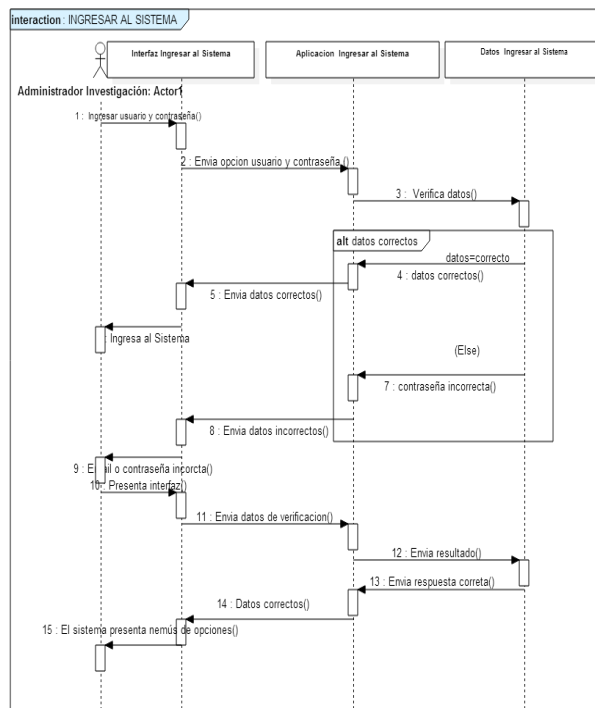 interaction : INGRESAR AL SISTEMA
Interfaz Ingresar al Sistema
Aplicacion Ingresar al Sistema
Datos Ingresar al Sistema
Administrador Investigación: Actor1
1 : Ingresar usuario y contraseña()
2 : Envia opcion usuario y contraseña ()
3 : Verifica datos()
alt datos correctos
datos=correcto
4 : datos correctos()
5 : Envia datos correctos()
: Ingresa al Sistema
(Else)
7 : contraseña incorrecta()
8 : Envia datos incorrectos()
9 : Email o contraseña incorcta()
10 : Presenta interfaz()
11 : Envia datos de verificacion()
12 : Envia resultado()
13 : Envia respuesta correta()
14 : Datos correctos()
15 : El sistema presenta nemús de opciones()